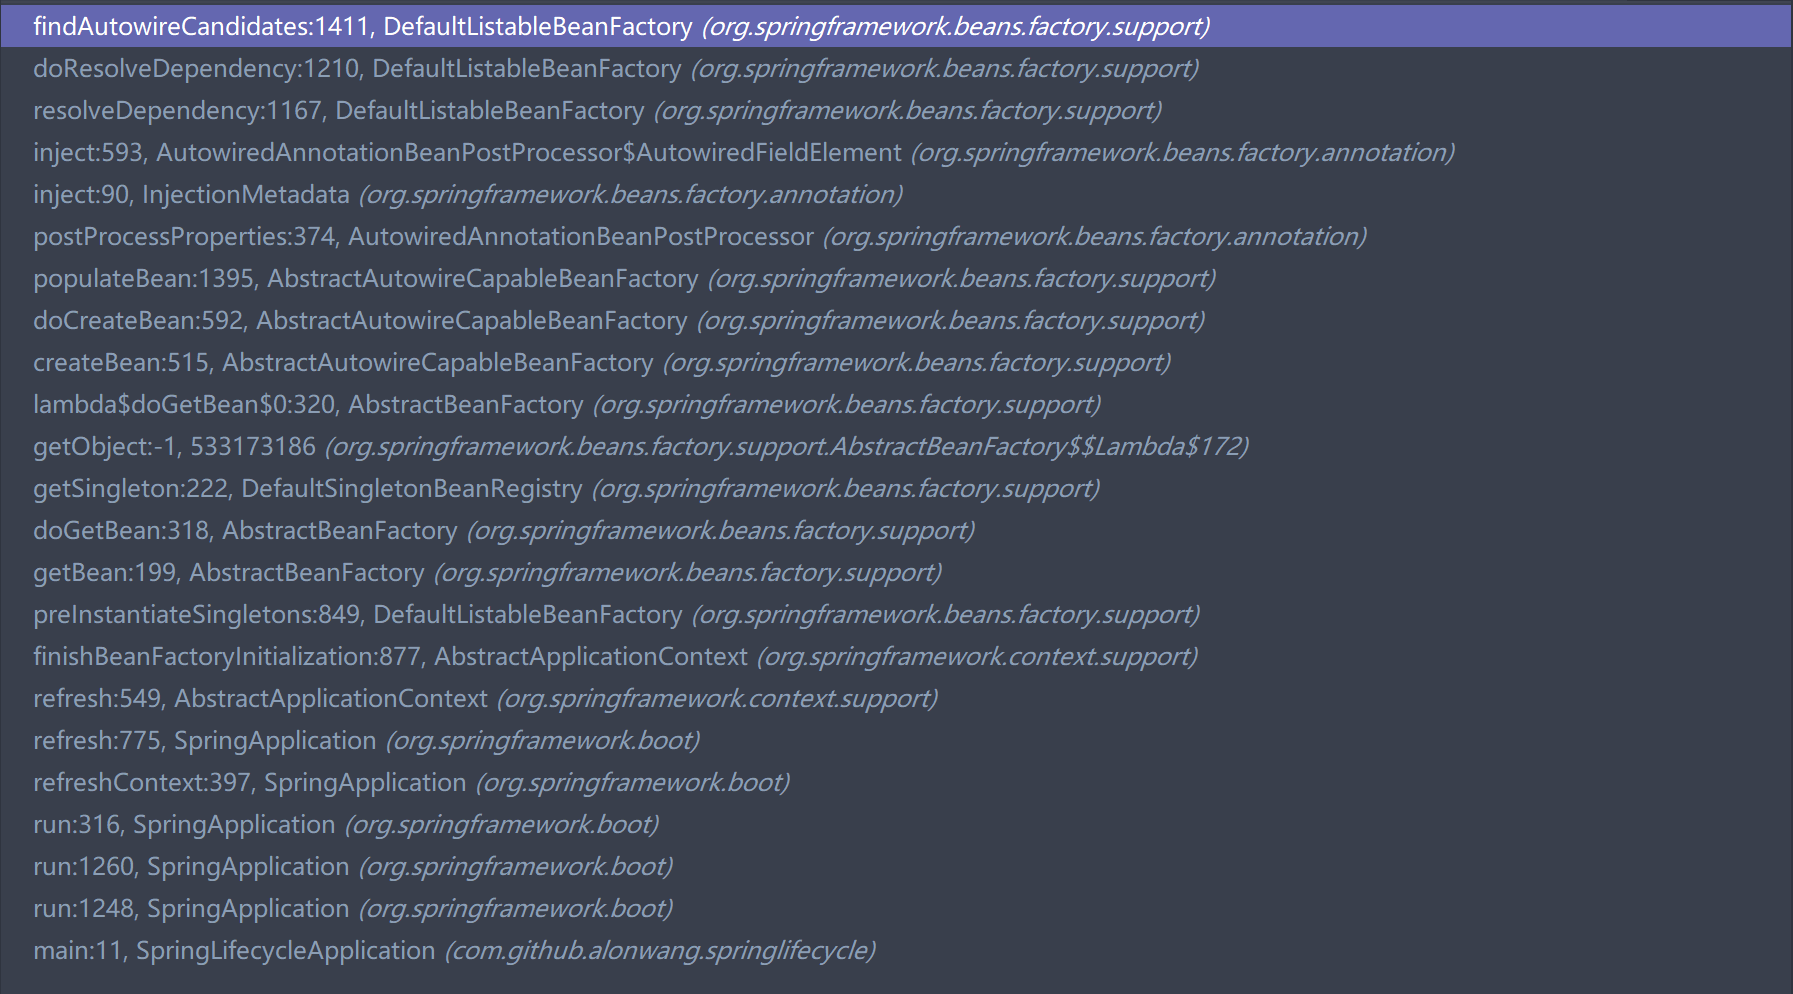 findAutowireCandidates:1411, DefaultListableBeanFactory (org.springframework.beans.factory.support)
doResolveDependency:1210, DefaultListableBeanFactory (org.springframework.beans.factory.support)
resolveDependency:1167, DefaultListableBeanFactory (org.springframework.beans.factory.support)
inject:593, AutowiredAnnotationBeanPostProcessor$AutowiredFieldElement (org.springframework.beans.factory.annotation)
inject:90, InjectionMetadata (org.springframework.beans.factory.annotation)
postProcessProperties:374, AutowiredAnnotationBeanPostProcessor (org.springframework.beans.factory.annotation)
populateBean:1395, AbstractAutowireCapableBeanFactory (org.springframework.beans.factory.support)
doCreateBean:592, AbstractAutowireCapableBeanFactory (org.springframework.beans.factory.support)
createBean:515, AbstractAutowireCapableBeanFactory (org.springframework.beans.factory.support)
lambda$doGetBean$0:320, AbstractBeanFactory (org.springframework.beans.factory.support)
getObject:-1, 533173186 (org.springframework.beans.factory.support.AbstractBeanFactory$$Lambda$172)
getSingleton:222, DefaultSingletonBeanRegistry (org.springframework.beans.factory.support)
doGetBean:318, AbstractBeanFactory (org.springframework.beans.factory.support)
getBean:199, AbstractBeanFactory (org.springframework.beans.factory.support)
preInstantiateSingletons:849, DefaultListableBeanFactory (org.springframework.beans.factory.support)
finishBeanFactoryInitialization:877, AbstractApplicationContext (org.springframework.context.support)
refresh:549, AbstractApplicationContext (org.springframework.context.support)
refresh:775, SpringApplication (org.springframework.boot)
refreshContext:397, SpringApplication (org.springframework.boot)
run:316, SpringApplication (org.springframework.boot)
run:1260, SpringApplication (org.springframework.boot)
run:1248, SpringApplication (org.springframework.boot)
main:11, SpringLifecycleApplication (com.github.alonwang.springlifecycle)